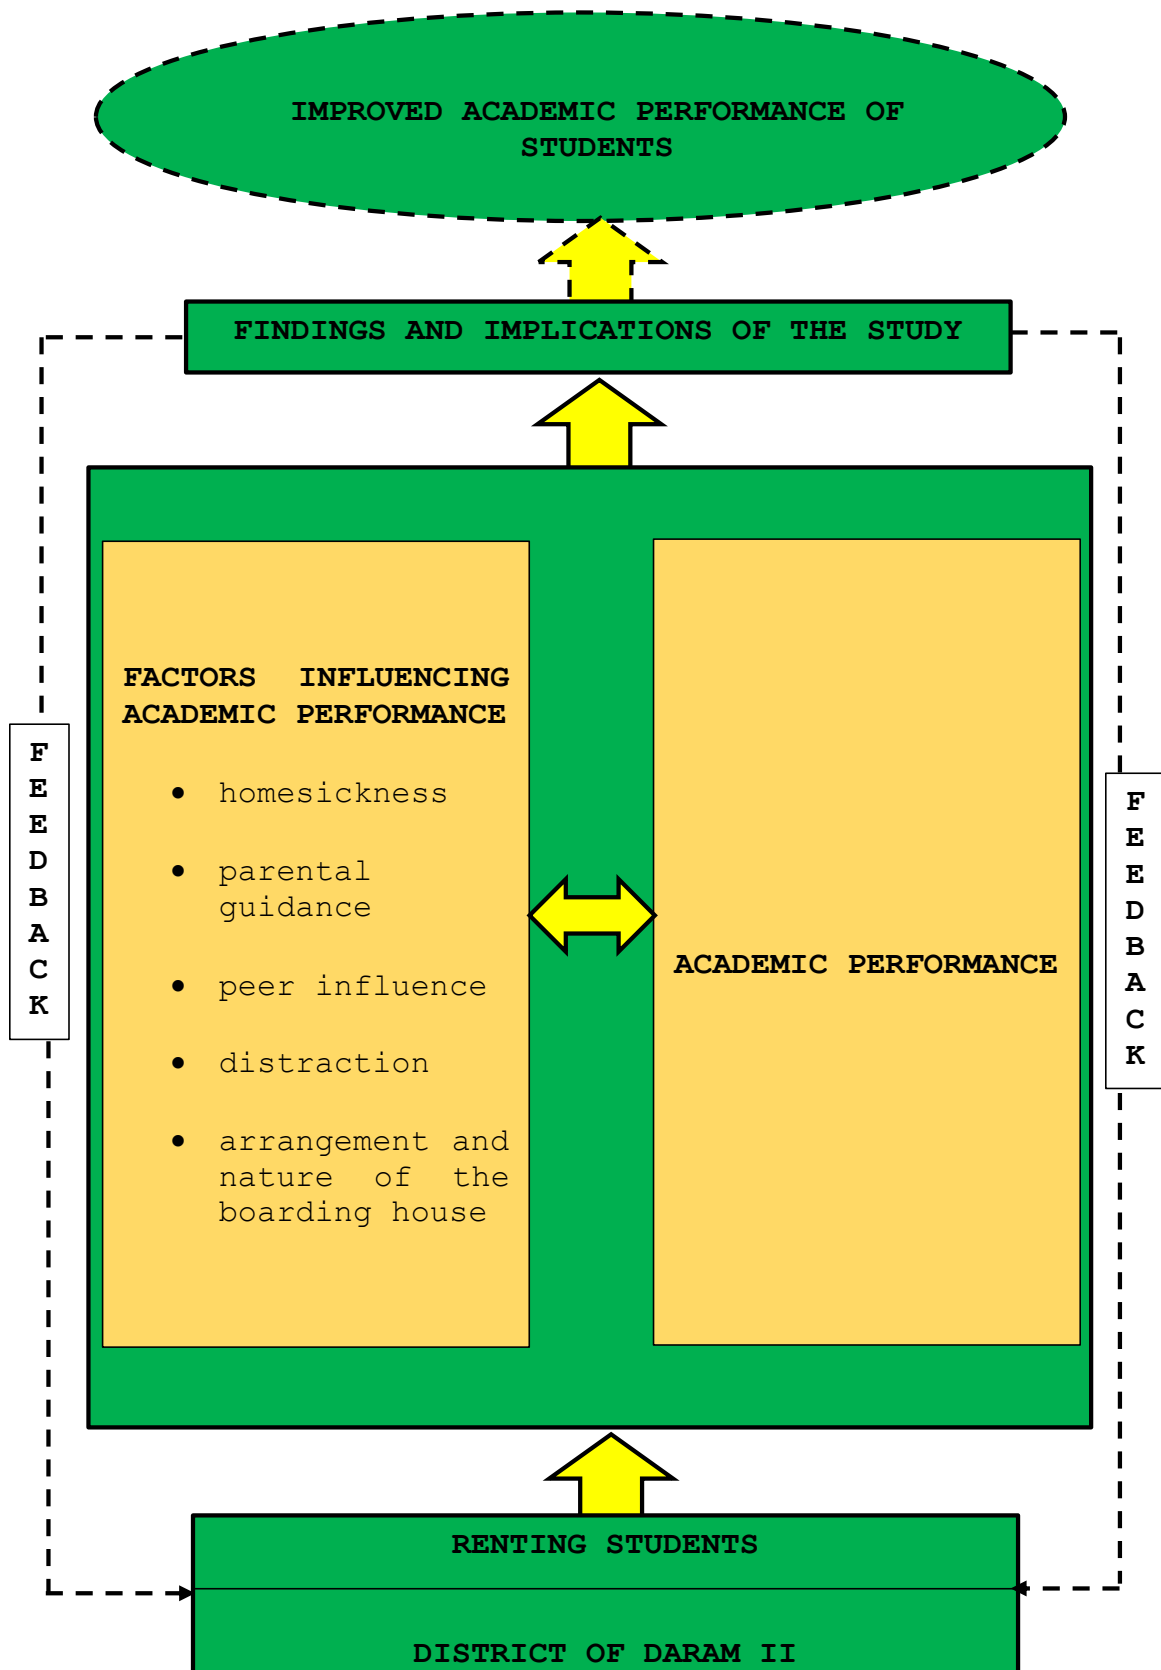 IMPROVED ACADEMIC PERFORMANCE OF
STUDENTS
FINDINGS AND IMPLICATIONS OF THE STUDY
FACTORS INFLUENCING
ACADEMIC PERFORMANCE
• homesickness
• parental
guidance
• peer influence
• distraction
• arrangement and
nature of the
boarding house
ACADEMIC PERFORMANCE
F
E
E
D
B
A
C
K
F
E
E
D
B
A
C
K
RENTING STUDENTS
DISTRICT OF DARAM II